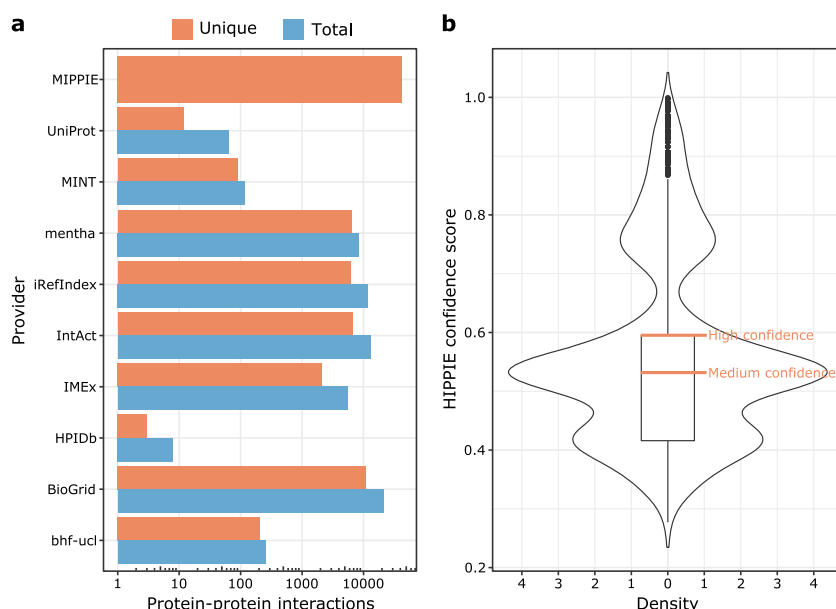 a
Unique Total
MIPPIE
UniProt
MINT
mentha
iRefIndex
IntAct
IMEx
HPIDb
BioGrid
bhf-ucl
Provider
1 10 100 1000 10000
Protein-protein interactions
b
1.0
0.8
0.6
0.4
0.2
HIPPIE confidence score
High confidence
Medium confidence
4 3 2 1 0 1 2 3 4
Density